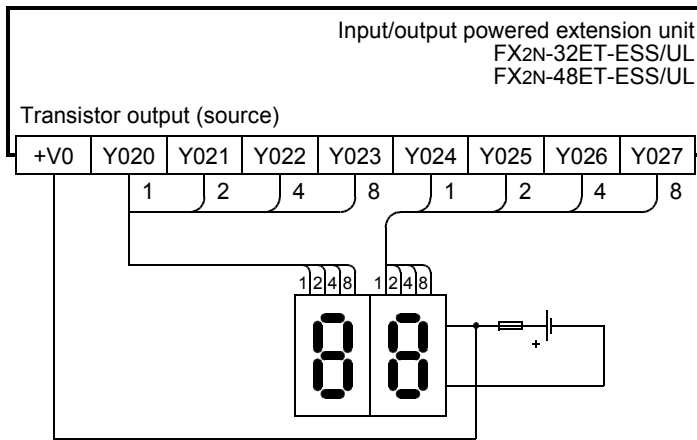 Input/output powered extension unit
FX2N-32ET-ESS/UL
FX2N-48ET-ESS/UL
Transistor output (source)
+V0 Y020 Y021 Y022 Y023 Y024 Y025 Y026 Y027
1 2 4 8 1 2 4 8
1 2 4 8 1 2 4 8
8 8
+